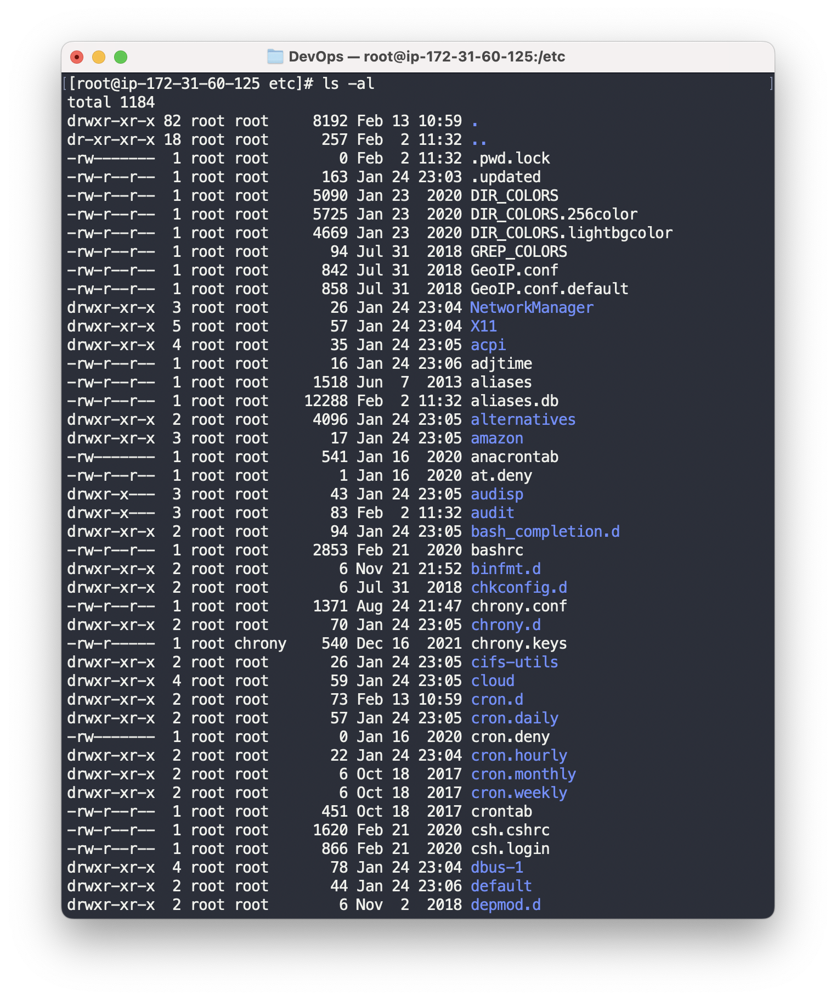 DevOps — root@ip-172-31-60-125:/etc
[[root@ip-172-31-60-125 etc]# ls -al ]
total 1184
drwxr-xr-x 82 root root     8192 Feb 13 10:59 .
dr-xr-xr-x 18 root root      257 Feb  2 11:32 ..
-rw-------  1 root root        0 Feb  2 11:32 .pwd.lock
-rw-r--r--  1 root root      163 Jan 24 23:03 .updated
-rw-r--r--  1 root root     5090 Jan 23  2020 DIR_COLORS
-rw-r--r--  1 root root     5725 Jan 23  2020 DIR_COLORS.256color
-rw-r--r--  1 root root     4669 Jan 23  2020 DIR_COLORS.lightbgcolor
-rw-r--r--  1 root root       94 Jul 31  2018 GREP_COLORS
-rw-r--r--  1 root root      842 Jul 31  2018 GeoIP.conf
-rw-r--r--  1 root root      858 Jul 31  2018 GeoIP.conf.default
drwxr-xr-x  3 root root       26 Jan 24 23:04 NetworkManager
drwxr-xr-x  5 root root       57 Jan 24 23:04 X11
drwxr-xr-x  4 root root       35 Jan 24 23:05 acpi
-rw-r--r--  1 root root       16 Jan 24 23:06 adjtime
-rw-r--r--  1 root root     1518 Jun  7  2013 aliases
-rw-r--r--  1 root root    12288 Feb  2 11:32 aliases.db
drwxr-xr-x  2 root root     4096 Jan 24 23:05 alternatives
drwxr-xr-x  3 root root       17 Jan 24 23:05 amazon
-rw-------  1 root root      541 Jan 16  2020 anacrontab
-rw-r--r--  1 root root        1 Jan 16  2020 at.deny
drwxr-x---  3 root root       43 Jan 24 23:05 audisp
drwxr-x---  3 root root       83 Feb  2 11:32 audit
drwxr-xr-x  2 root root       94 Jan 24 23:05 bash_completion.d
-rw-r--r--  1 root root     2853 Feb 21  2020 bashrc
drwxr-xr-x  2 root root        6 Nov 21 21:52 binfmt.d
drwxr-xr-x  2 root root        6 Jul 31  2018 chkconfig.d
-rw-r--r--  1 root root     1371 Aug 24 21:47 chrony.conf
drwxr-xr-x  2 root root       70 Jan 24 23:05 chrony.d
-rw-r-----  1 root chrony    540 Dec 16  2021 chrony.keys
drwxr-xr-x  2 root root       26 Jan 24 23:05 cifs-utils
drwxr-xr-x  4 root root       59 Jan 24 23:05 cloud
drwxr-xr-x  2 root root       73 Feb 13 10:59 cron.d
drwxr-xr-x  2 root root       57 Jan 24 23:05 cron.daily
-rw-------  1 root root        0 Jan 16  2020 cron.deny
drwxr-xr-x  2 root root       22 Jan 24 23:04 cron.hourly
drwxr-xr-x  2 root root        6 Oct 18  2017 cron.monthly
drwxr-xr-x  2 root root        6 Oct 18  2017 cron.weekly
-rw-r--r--  1 root root      451 Oct 18  2017 crontab
-rw-r--r--  1 root root     1620 Feb 21  2020 csh.cshrc
-rw-r--r--  1 root root      866 Feb 21  2020 csh.login
drwxr-xr-x  4 root root       78 Jan 24 23:04 dbus-1
drwxr-xr-x  2 root root       44 Jan 24 23:06 default
drwxr-xr-x  2 root root        6 Nov  2  2018 depmod.d